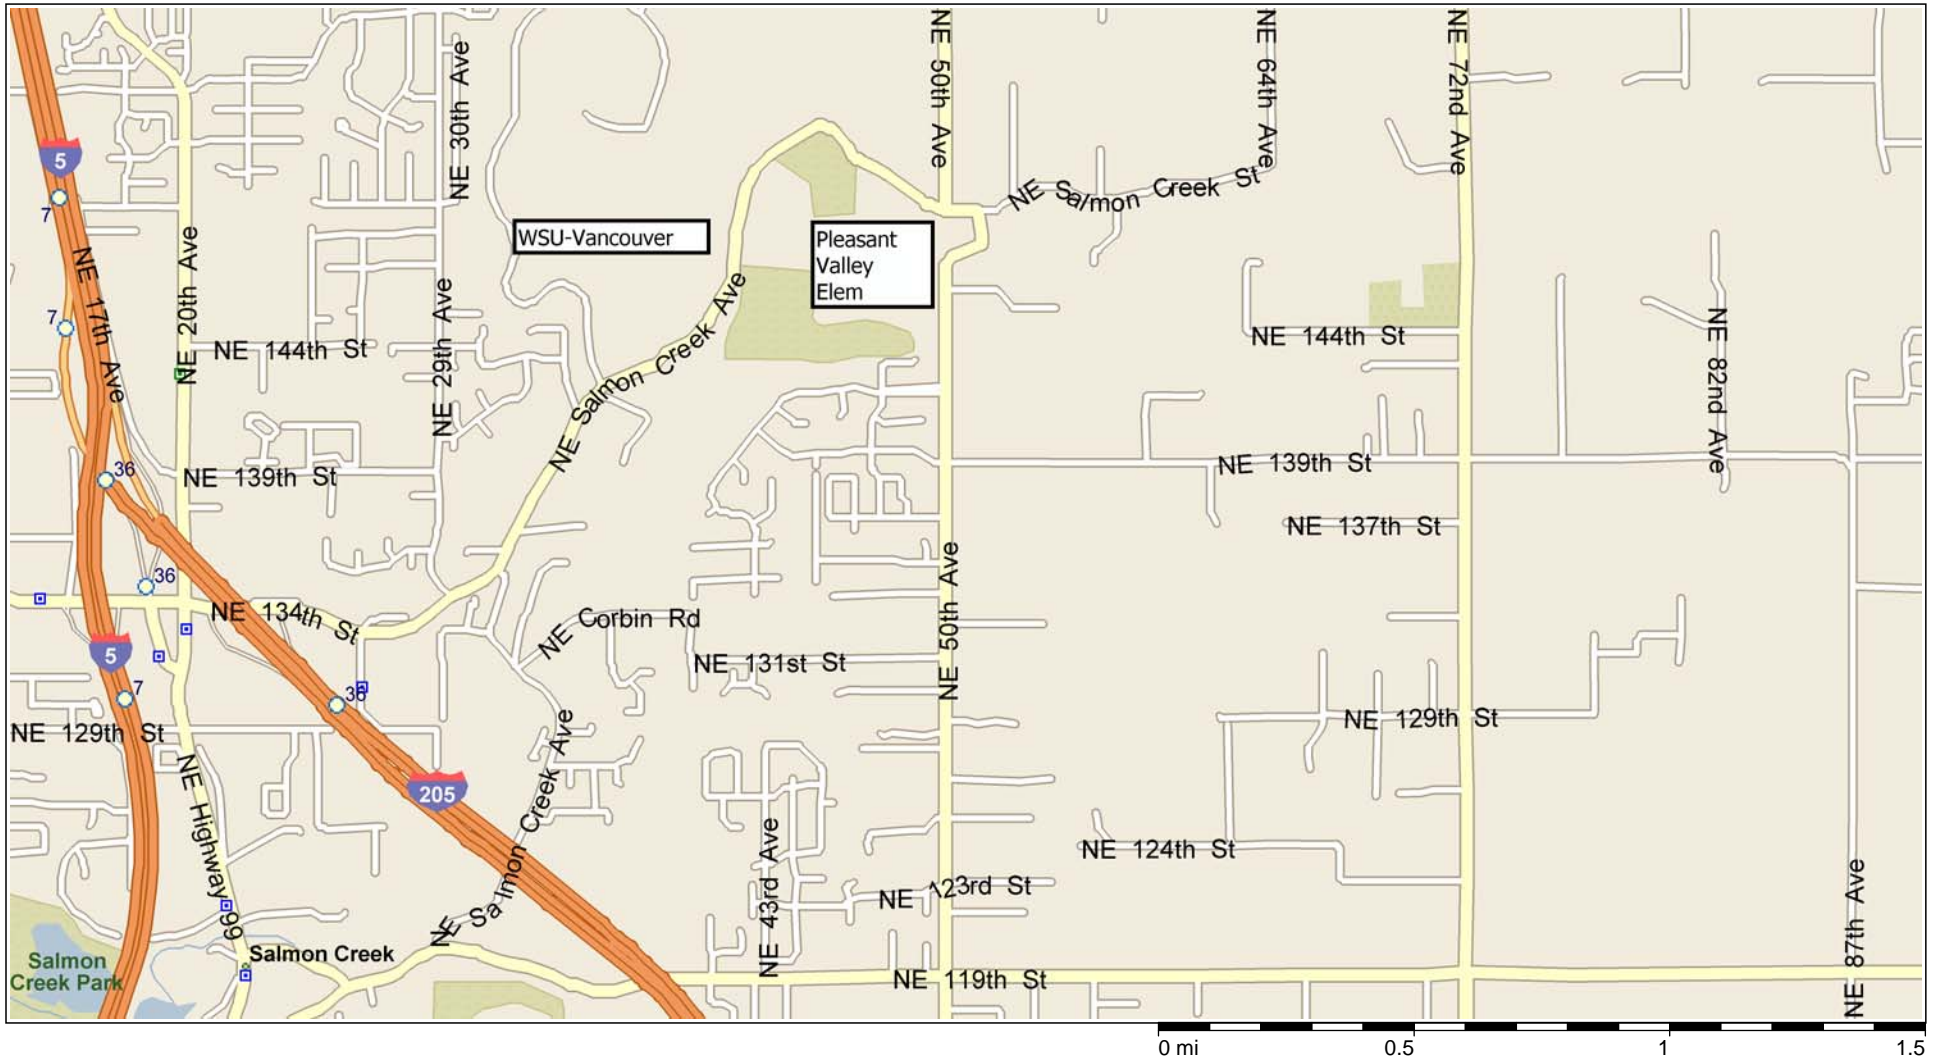 NE 50th Ave
NE 64th Ave
NE 72nd Ave
NE 30th Ave
5
7
NE Salmon Creek St
WSU-Vancouver
Pleasant
Valley
Elem
NE 17th Ave
NE 20th Ave
NE 29th Ave
NE Salmon Creek Ave
7
NE 144th St
NE 144th St
NE 82nd Ave
36
NE 139th St
NE 139th St
NE 137th St
36
NE 134th St
NE Corbin Rd
NE 50th Ave
5
NE 131st St
7
36
NE 129th St
NE 129th St
NE Highway 99
205
NE Salmon Creek Ave
NE 43rd Ave
NE 124th St
NE 123rd St
NE 87th Ave
Salmon Creek
Salmon
Creek Park
NE 119th St
0 mi
0.5
1
1.5